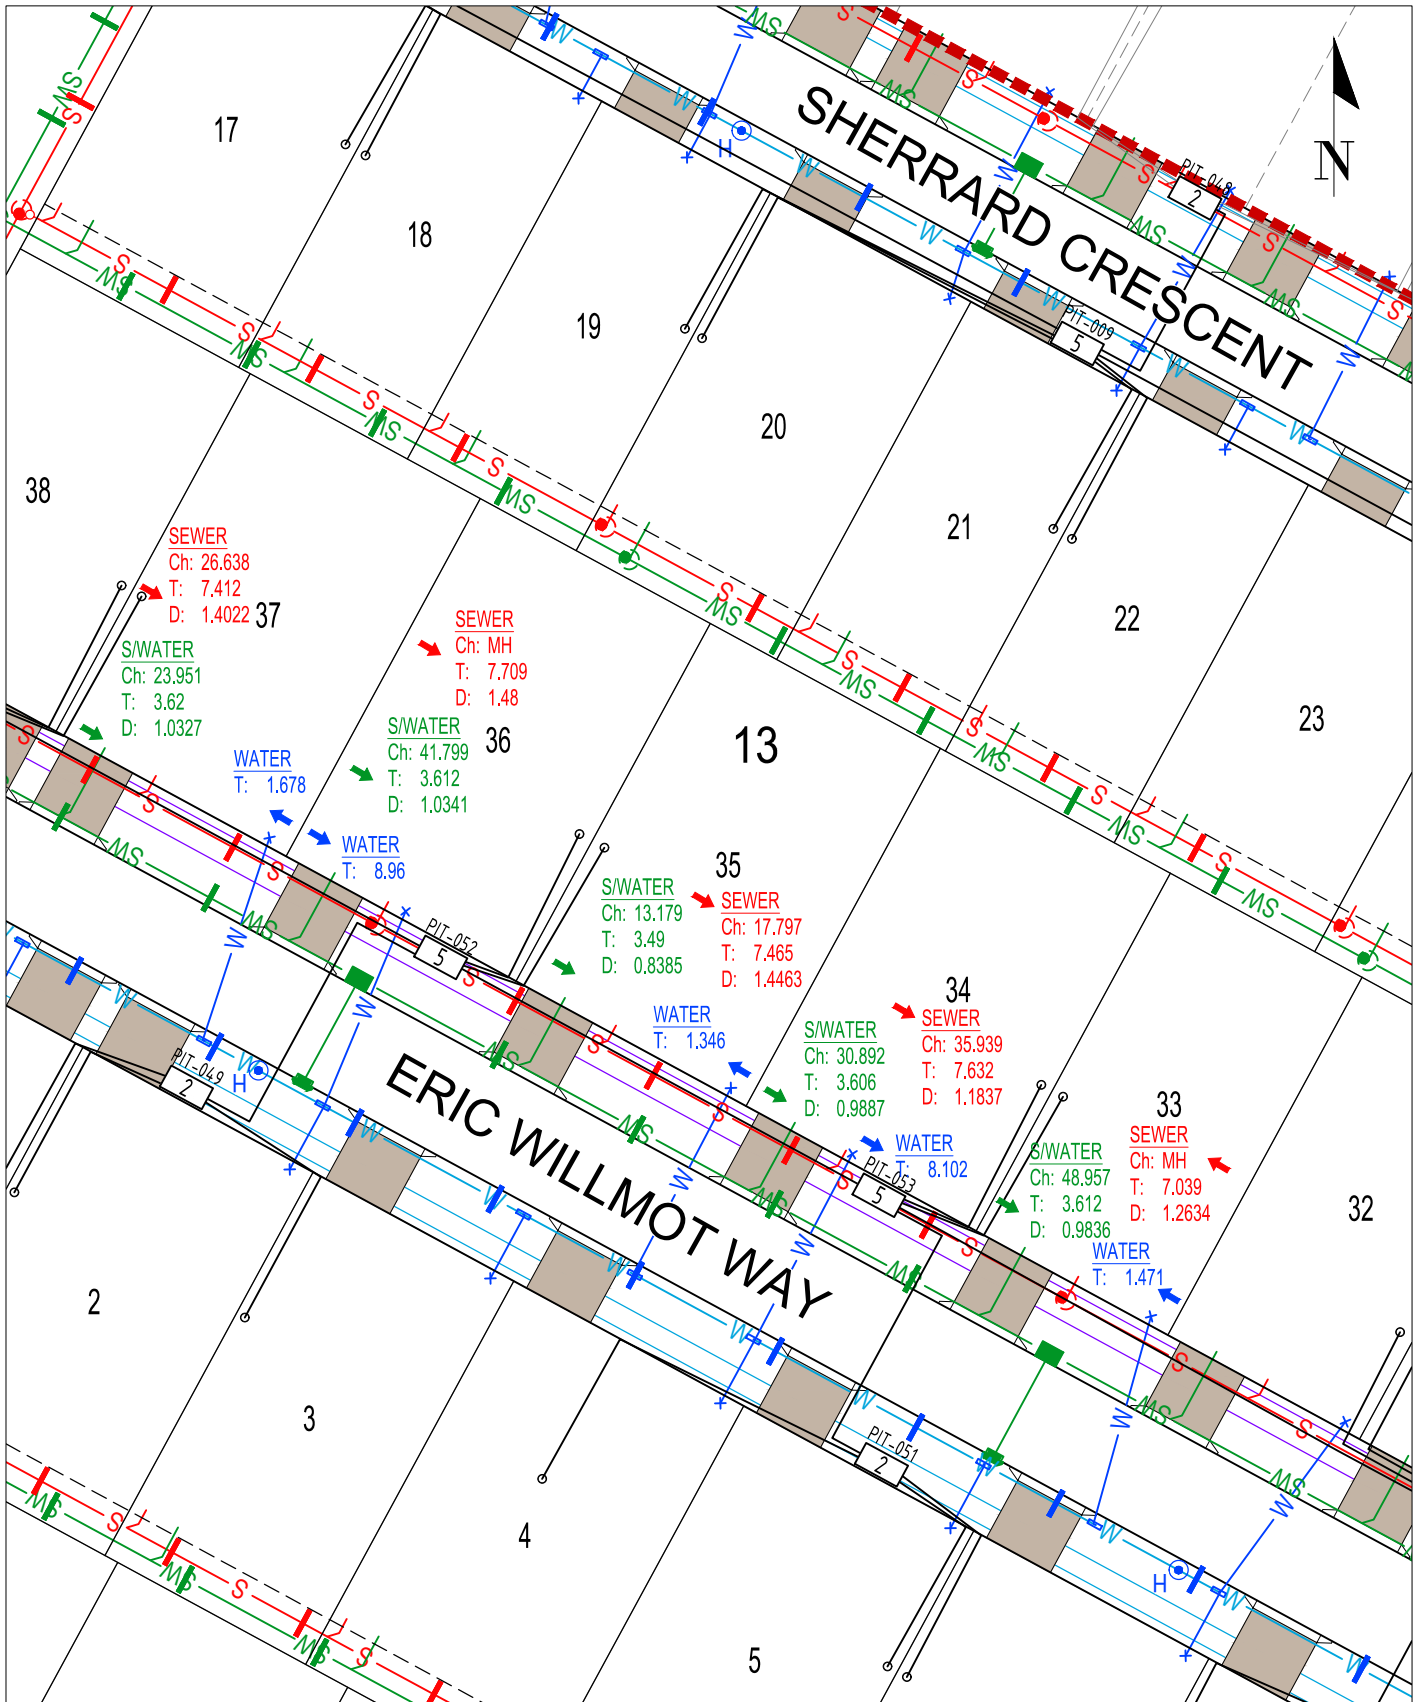 17
18
19
20
21
22
23
SHERRARD CRESCENT
N
H
PIT-048
2
PIT-009
5
38
SEWER
Ch: 26.638
T: 7.412
D: 1.4022
37
S/WATER
Ch: 23.951
T: 3.62
D: 1.0327
SEWER
Ch: MH
T: 7.709
D: 1.48
36
S/WATER
Ch: 41.799
T: 3.612
D: 1.0341
WATER
T: 1.678
WATER
T: 8.96
13
35
S/WATER
Ch: 13.179
T: 3.49
D: 0.8385
SEWER
Ch: 17.797
T: 7.465
D: 1.4463
WATER
T: 1.346
34
S/WATER
Ch: 30.892
T: 3.606
D: 0.9887
SEWER
Ch: 35.939
T: 7.632
D: 1.1837
WATER
T: 8.102
33
SEWER
Ch: MH
T: 7.039
D: 1.2634
S/WATER
Ch: 48.957
T: 3.612
D: 0.9836
WATER
T: 1.471
32
PIT-052
5
PIT-049
2
H
ERIC WILLMOT WAY
PIT-053
5
PIT-051
2
H
2
3
4
5
S
SW
W